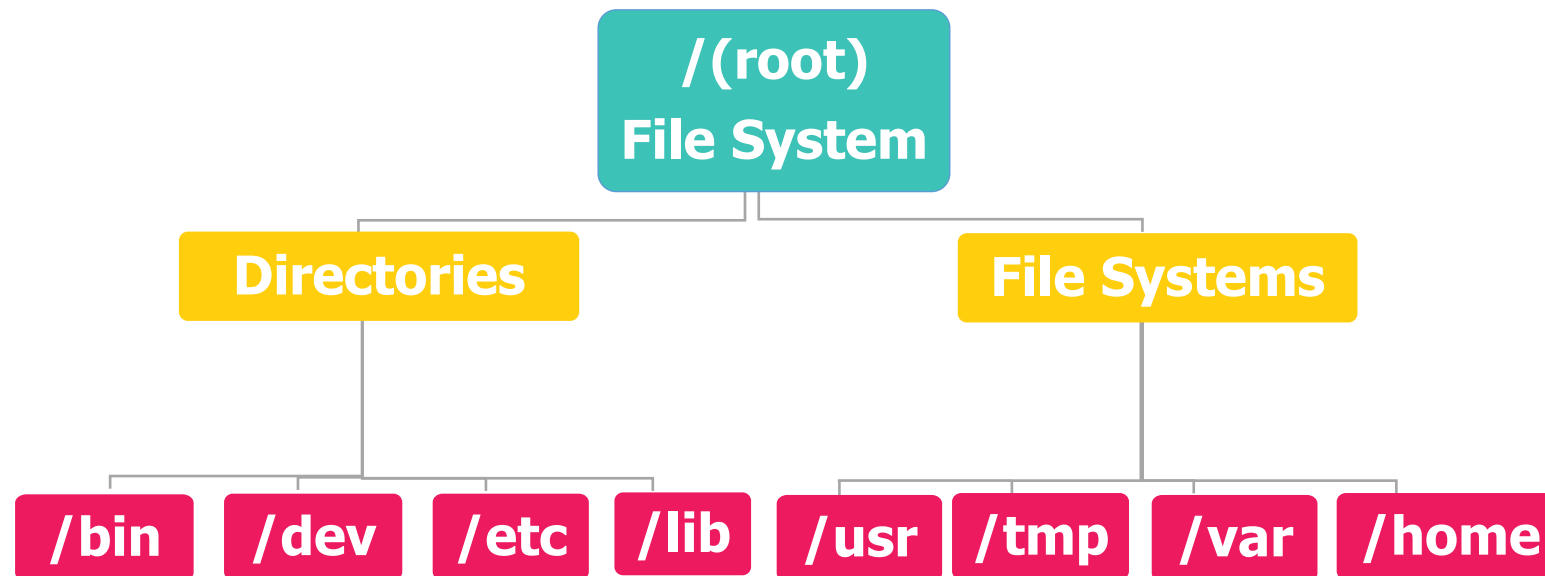 /(root)
File System
Directories
File Systems
/bin
/dev
/etc
/lib
/usr
/tmp
/var
/home